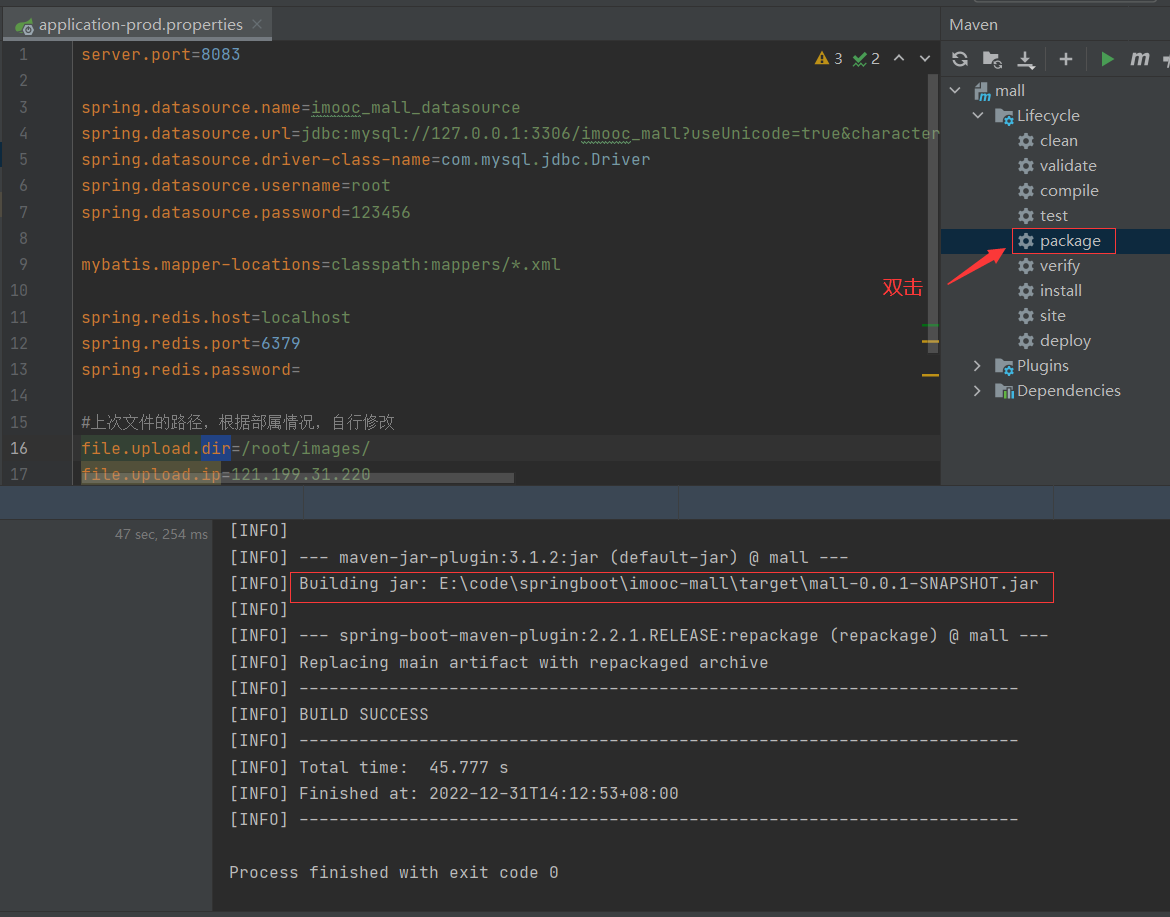 application-prod.properties
1 server.port=8083
3 2
2
3 spring.datasource.name=imooc_mall_datasource
4 spring.datasource.url=jdbc:mysql://127.0.0.1:3306/imooc_mall?useUnicode=true&character
5 spring.datasource.driver-class-name=com.mysql.jdbc.Driver
6 spring.datasource.username=root
7 spring.datasource.password=123456
8
9 mybatis.mapper-locations=classpath:mappers/*.xml
10
11 spring.redis.host=localhost
12 spring.redis.port=6379
13 spring.redis.password=
14
15 #上次文件的路径，根据部属情况，自行修改
16 file.upload.dir=/root/images/
17 file.upload.ip=121.199.31.220
双击
Maven
m
mall
Lifecycle
clean
validate
compile
test
package
verify
install
site
deploy
Plugins
Dependencies
47 sec, 254 ms
[INFO]
[INFO] --- maven-jar-plugin:3.1.2:jar (default-jar) @ mall ---
[INFO] Building jar: E:\code\springboot\imooc-mall\target\mall-0.0.1-SNAPSHOT.jar
[INFO]
[INFO] --- spring-boot-maven-plugin:2.2.1.RELEASE:repackage (repackage) @ mall ---
[INFO] Replacing main artifact with repackaged archive
[INFO] ------------------------------------------------------------------------
[INFO] BUILD SUCCESS
[INFO] ------------------------------------------------------------------------
[INFO] Total time:  45.777 s
[INFO] Finished at: 2022-12-31T14:12:53+08:00
[INFO] ------------------------------------------------------------------------
Process finished with exit code 0